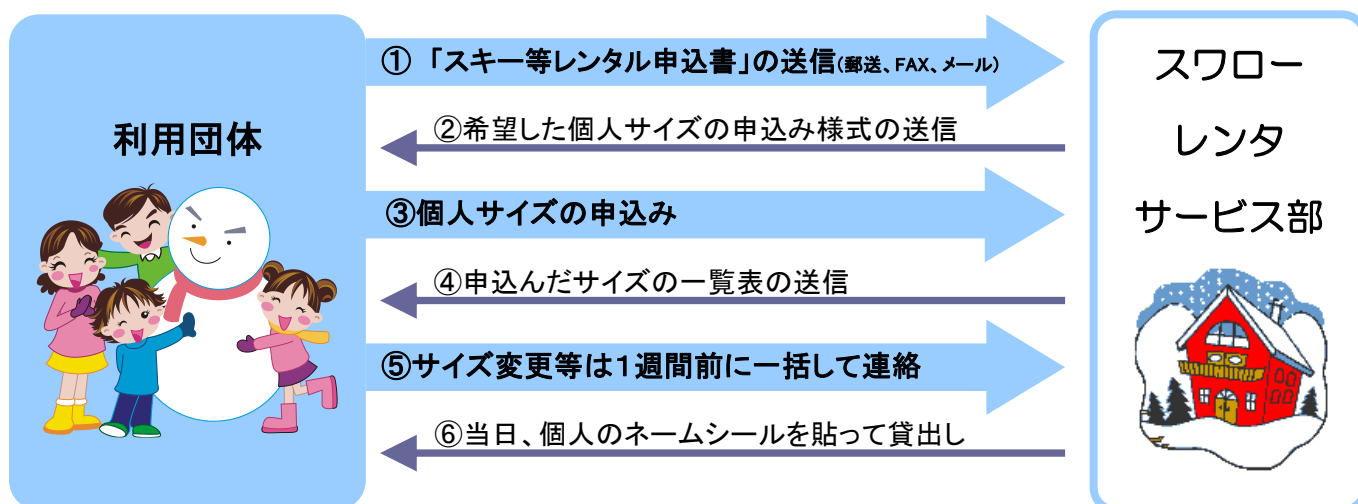 利用団体
①「スキー等レンタル申込書」の送信(郵送、FAX、メール)
②希望した個人サイズの申込み様式の送信
③個人サイズの申込み
④申込んだサイズの一覧表の送信
⑤サイズ変更等は1週間前に一括して連絡
⑥当日、個人のネームシールを貼って貸出し
スワロー
レンタ
サービス部